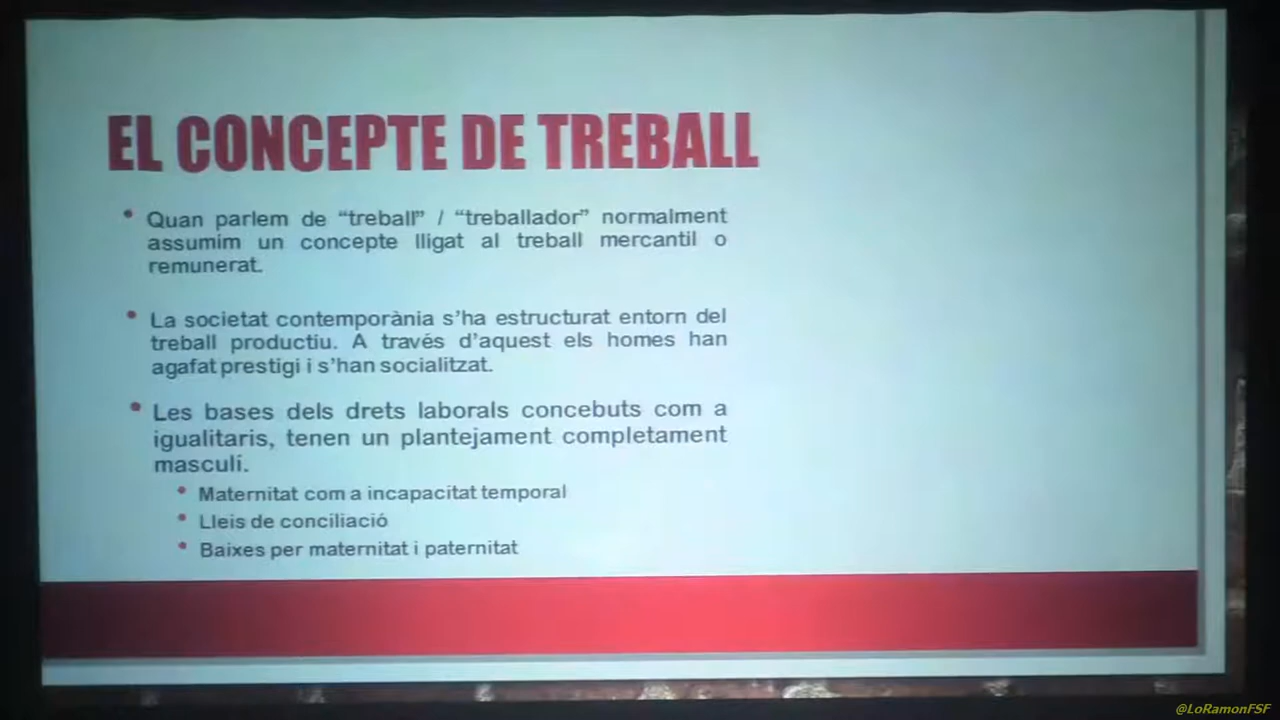 EL CONCEPTE DE TREBALL
• Quan parlem de “treball” / “treballador” normalment
assumim un concepte lligat al treball mercantil o
remunerat.
• La societat contemporània s’ha estructurat entorn del
treball productiu. A través d’aquest els homes han
agafat prestigi i s’han socialitzat.
• Les bases dels drets laborals concebuts com a
igualitaris, tenen un plantejament completament
masculí.
• Maternitat com a incapacitat temporal
• Lleis de conciliació
• Baixes per maternitat i paternitat
@LoRamonFSF